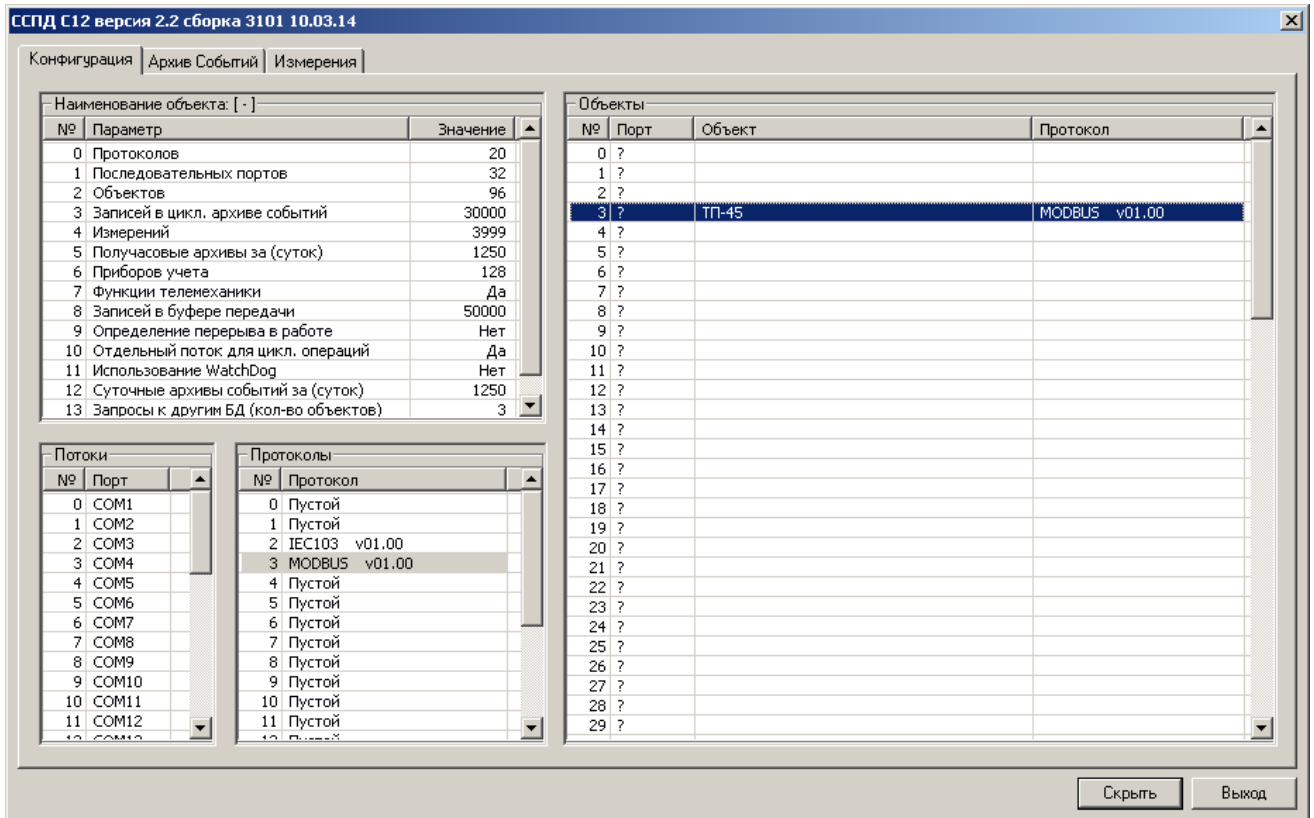 ССПД С12 версия 2.2 сборка 3101 10.03.14
Конфигурация Архив Событий Измерения
Наименование объекта: [ - ]
№ Параметр Значение
0 Протоколов 20
1 Последовательных портов 32
2 Объектов 96
3 Записей в цикл. архиве событий 30000
4 Измерений 3999
5 Получасовые архивы за (суток) 1250
6 Приборов учета 128
7 Функции телемеханики Да
8 Записей в буфере передачи 50000
9 Определение перерыва в работе Нет
10 Отдельный поток для цикл. операций Да
11 Использование WatchDog Нет
12 Суточные архивы событий за (суток) 1250
13 Запросы к другим БД (кол-во объектов) 3
Потоки
№ Порт
0 COM1
1 COM2
2 COM3
3 COM4
4 COM5
5 COM6
6 COM7
7 COM8
8 COM9
9 COM10
10 COM11
11 COM12
Протоколы
№ Протокол
0 Пустой
1 Пустой
2 IEC103 v01.00
3 MODBUS v01.00
4 Пустой
5 Пустой
6 Пустой
7 Пустой
8 Пустой
9 Пустой
10 Пустой
11 Пустой
Объекты
№ Порт Объект Протокол
0 ?
1 ?
2 ?
3 ? ТП-45 MODBUS v01.00
4 ?
5 ?
6 ?
7 ?
8 ?
9 ?
10 ?
11 ?
12 ?
13 ?
14 ?
15 ?
16 ?
17 ?
18 ?
19 ?
20 ?
21 ?
22 ?
23 ?
24 ?
25 ?
26 ?
27 ?
28 ?
29 ?
Скрыть Выход